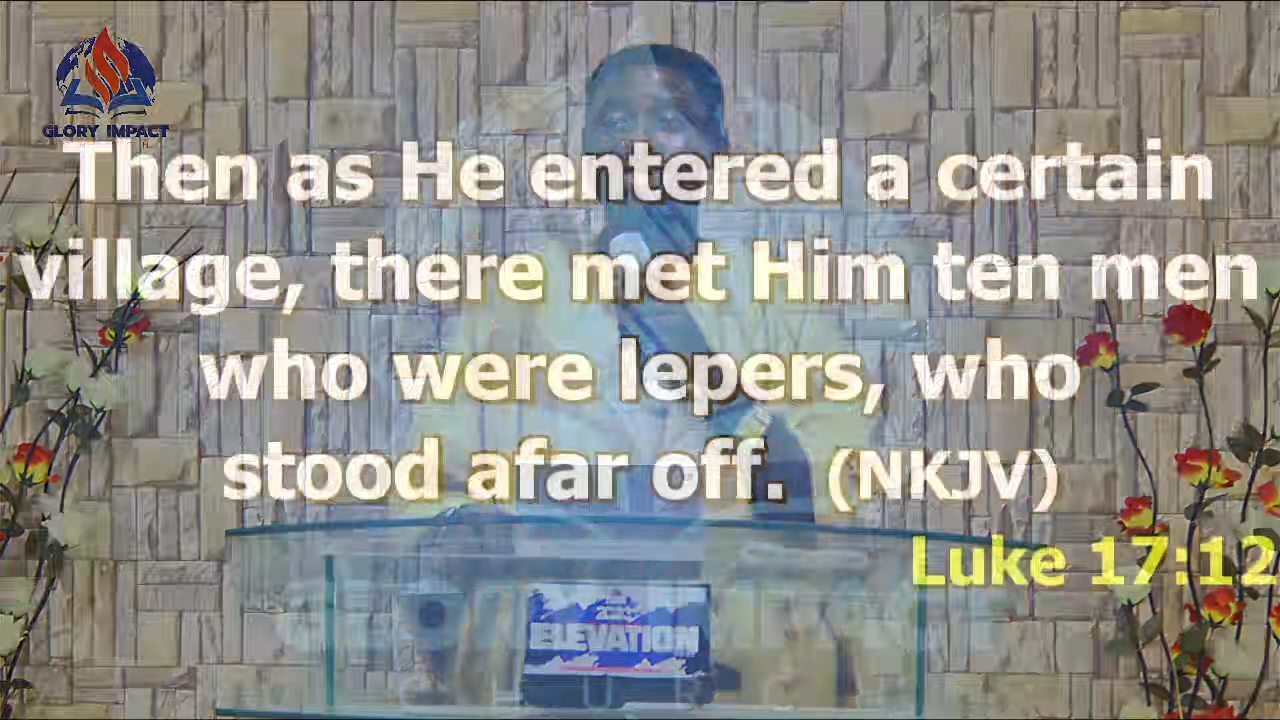 GLORY IMPACT
Then as He entered a certain
village, there met Him ten men
who were lepers, who
stood afar off. (NKJV)
Luke 17:12
ELEVATION